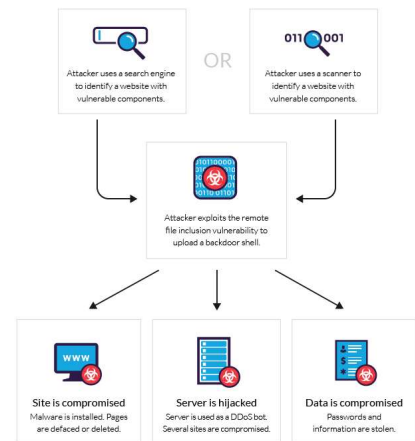 011 001
Attacker uses a search engine
to identify a website with
vulnerable components.
OR
Attacker uses a scanner to
identify a website with
vulnerable components.
Attacker exploits the remote
file inclusion vulnerability to
upload a backdoor shell.
www
Site is compromised
Malware is installed. Pages
are defaced or deleted.
Server is hijacked
Server is used as a DDoS bot.
Several sites are compromised.
Data is compromised
Passwords and
information are stolen.